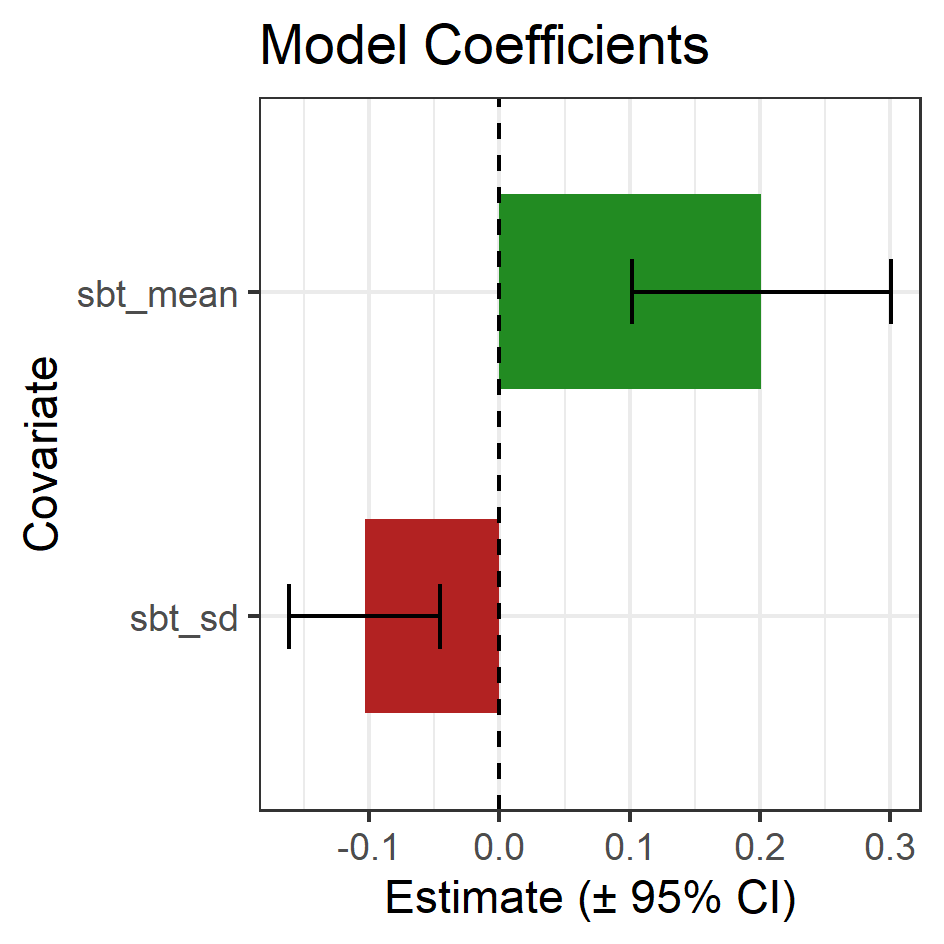 Model Coefficients
Covariate
sbt_mean
sbt_sd
-0.1 0.0 0.1 0.2 0.3
Estimate (± 95% CI)